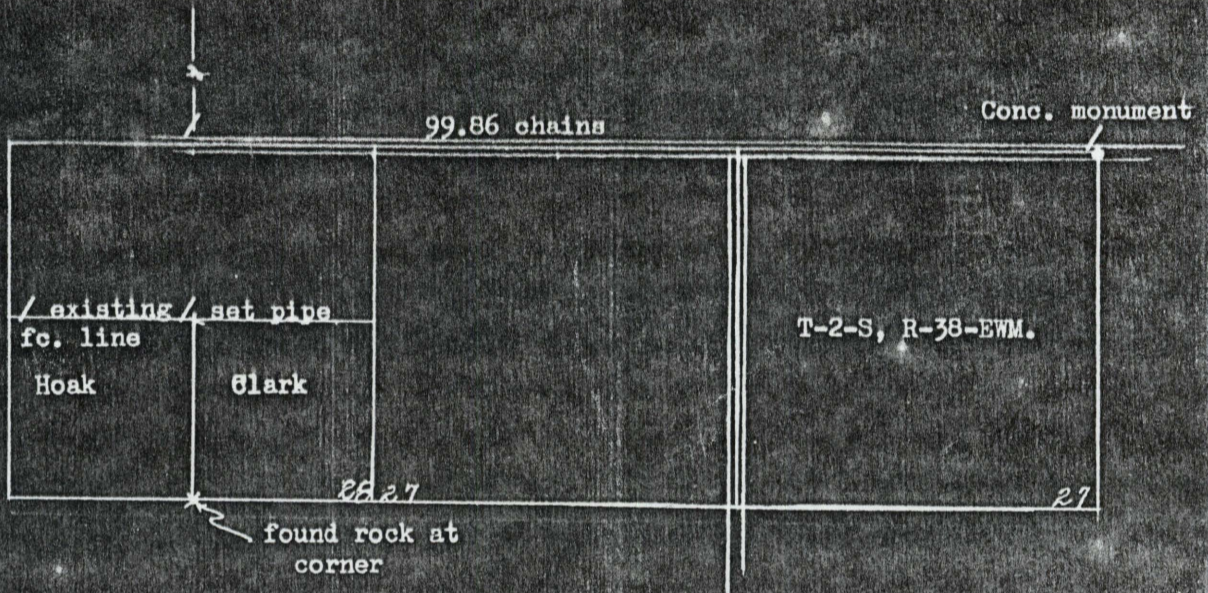 99.86 chains
Conc. monument
existing
fc. line
set pipe
T-2-S, R-38-EWM.
Hoak
Clark
28 27
27
found rock at
corner